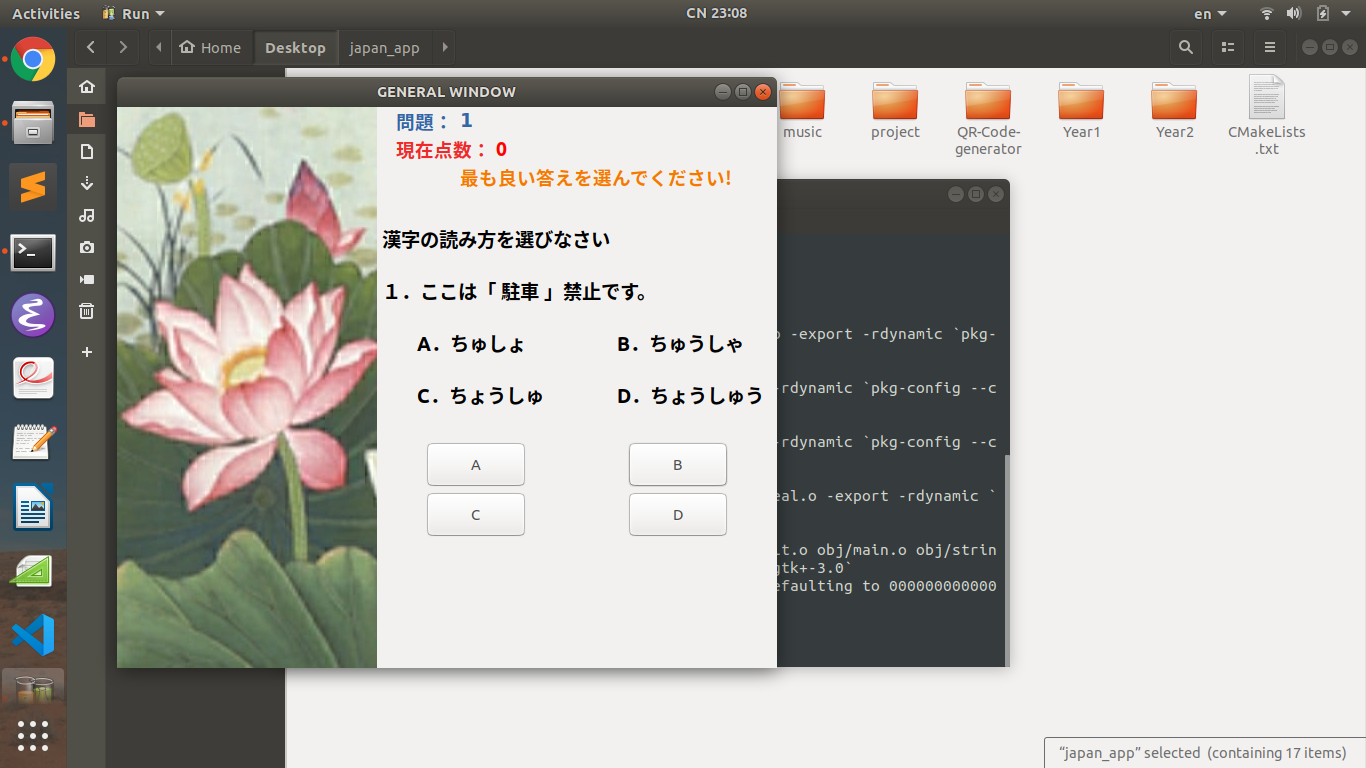 Activities Run CN 23:08 en
Home Desktop japan_app
GENERAL WINDOW
問題： 1
現在点数： 0
最も良い答えを選んでください!
漢字の読み方を選びなさい
１．ここは「 駐車 」禁止です。
A．ちゅしょ B．ちゅうしゃ
C．ちょうしゅ D．ちょうしゅう
A B
C D
music project QR-Code-generator Year1 Year2 CMakeLists.txt
-export -rdynamic `pkg-
-rdynamic `pkg-config --c
-rdynamic `pkg-config --c
eal.o -export -rdynamic `
it.o obj/main.o obj/strin
gtk+-3.0`
efaulting to 000000000000
“japan_app” selected (containing 17 items)